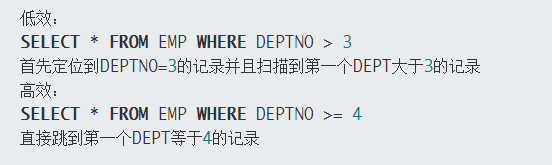 低效：
SELECT * FROM EMP WHERE DEPTNO > 3
首先定位到DEPTNO=3的记录并且扫描到第一个DEPT大于3的记录
高效：
SELECT * FROM EMP WHERE DEPTNO >= 4
直接跳到第一个DEPT等于4的记录